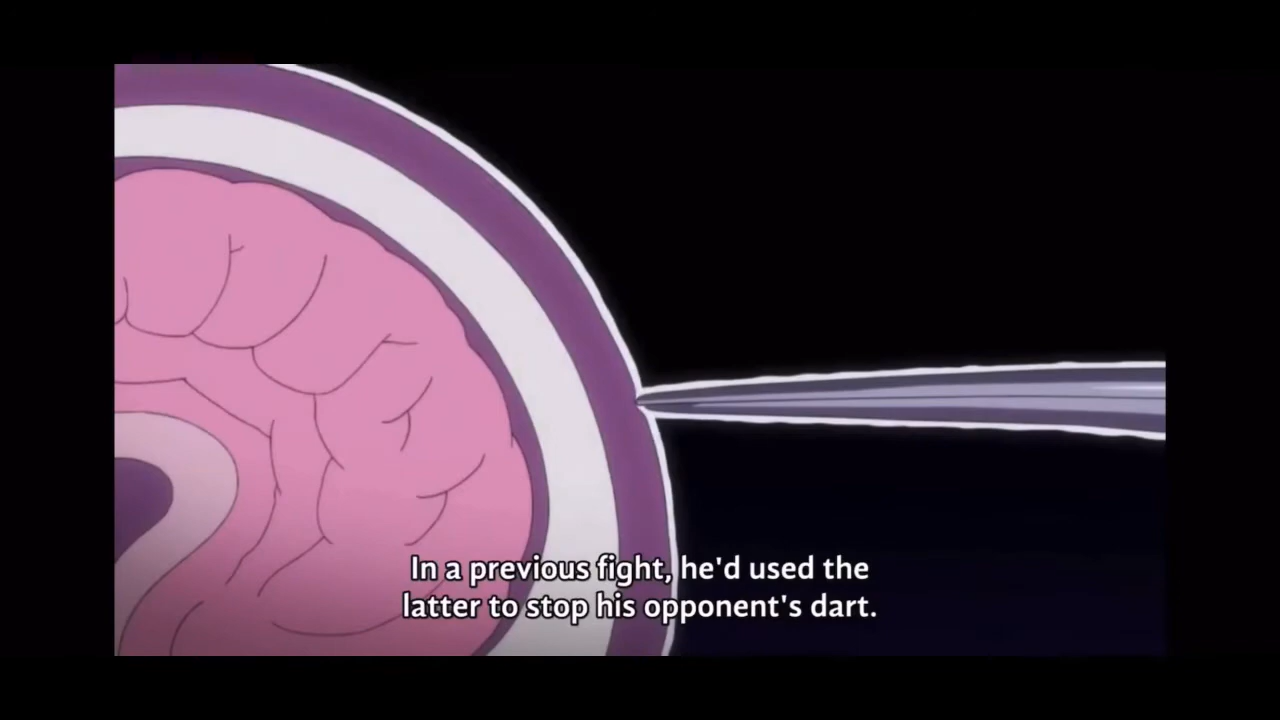 In a previous fight, he'd used the
latter to stop his opponent's dart.